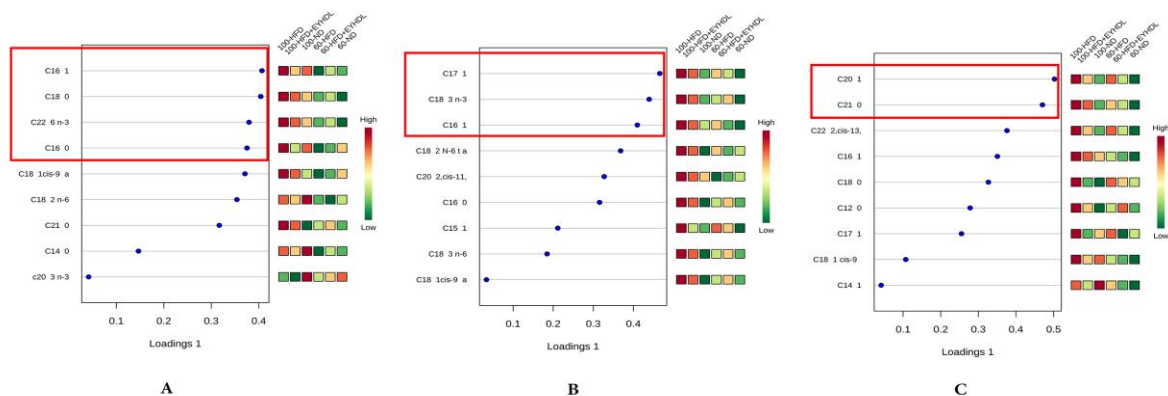 100-HFD
100-HFD+EYHDL
100-ND
60-HFD
60-HFD+EYHDL
60-ND
C16 1
C18 0
C22 6 n-3
C16 0
C18 1cis-9 a
C18 2 n-6
C21 0
C14 0
c20 3 n-3
High
Low
0.1 0.2 0.3 0.4
Loadings 1
A
100-HFD
100-HFD+EYHDL
100-ND
60-HFD
60-HFD+EYHDL
60-ND
C17 1
C18 3 n-3
C16 1
C18 2 N-6 t a
C20 2,cis-11,
C16 0
C15 1
C18 3 n-6
C18 1cis-9 a
High
Low
0.1 0.2 0.3 0.4
Loadings 1
B
100-HFD
100-HFD+EYHDL
100-ND
60-HFD
60-HFD+EYHDL
60-ND
C20 1
C21 0
C22 2,cis-13,
C16 1
C18 0
C12 0
C17 1
C18 1 cis-9
C14 1
High
Low
0.1 0.2 0.3 0.4 0.5
Loadings 1
C